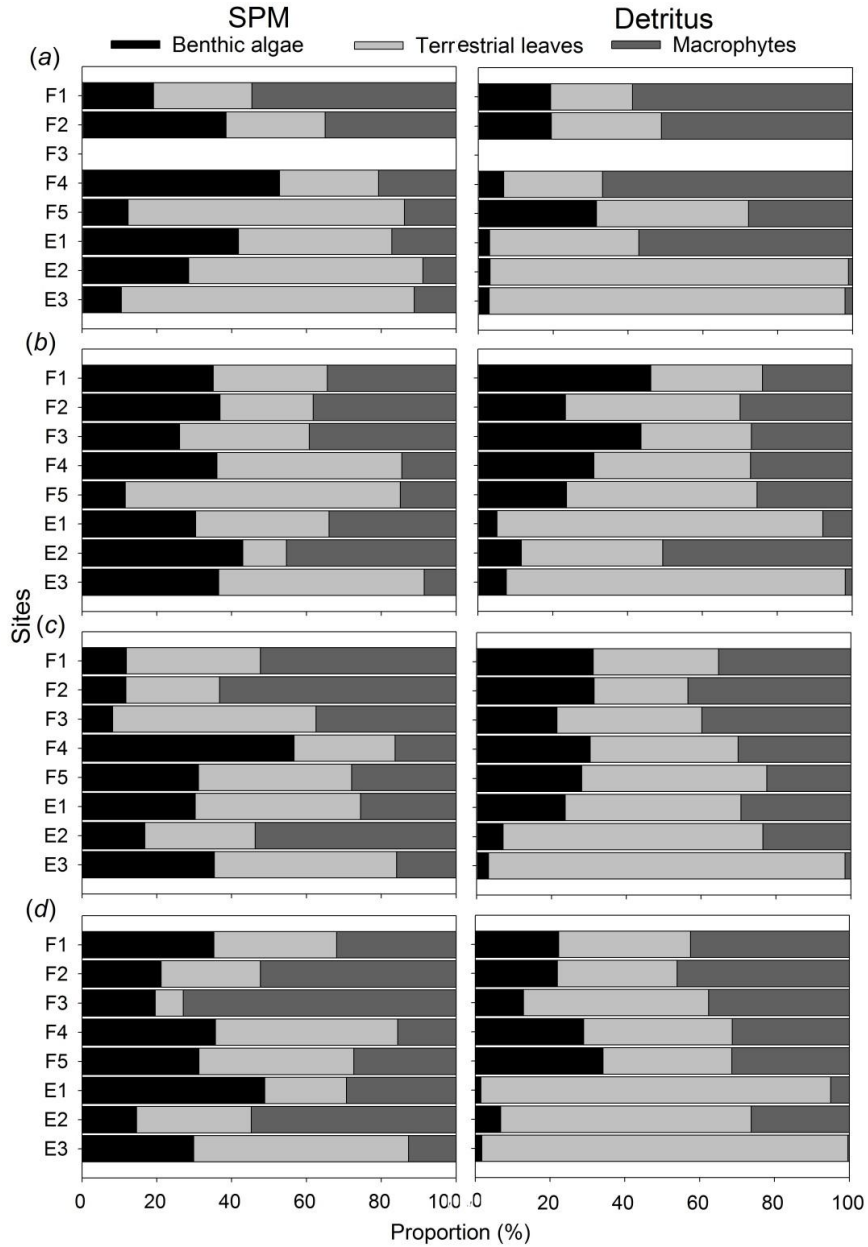 SPM Detritus
Benthic algae Terrestrial leaves Macrophytes
(a)
F1
F2
F3
F4
F5
E1
E2
E3
(b)
F1
F2
F3
F4
F5
E1
E2
E3
Sites
(c)
F1
F2
F3
F4
F5
E1
E2
E3
(d)
F1
F2
F3
F4
F5
E1
E2
E3
0 20 40 60 80 100 0 20 40 60 80 100
Proportion (%)